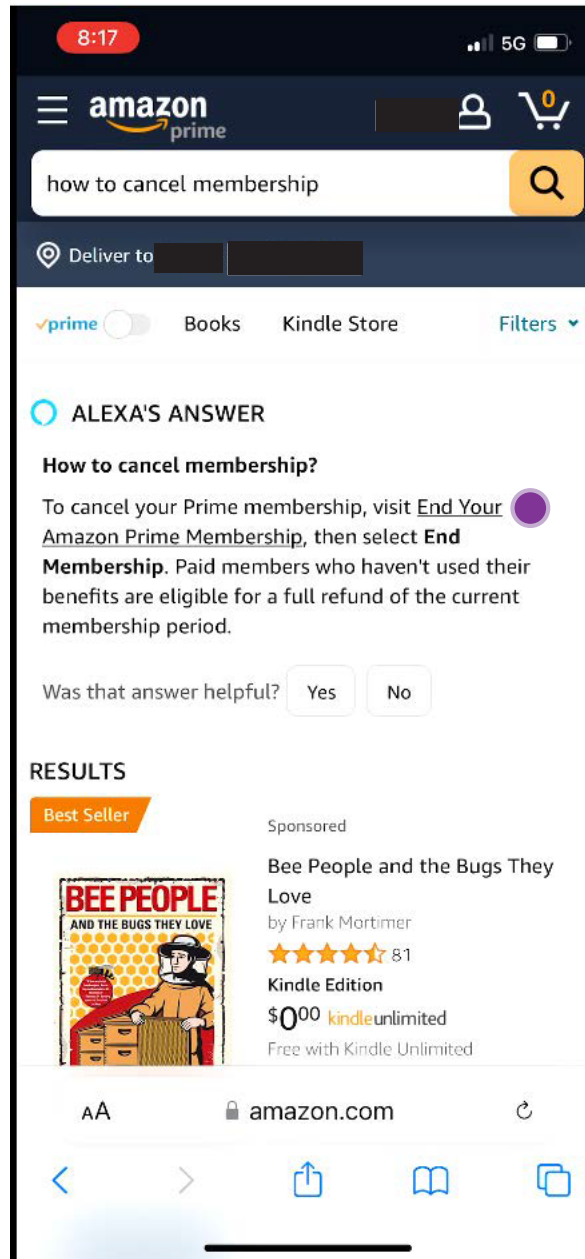 8:17
5G
amazon
prime
0
how to cancel membership
Deliver to
prime
Books
Kindle Store
Filters
ALEXA'S ANSWER
How to cancel membership?
To cancel your Prime membership, visit End Your
Amazon Prime Membership, then select End
Membership. Paid members who haven't used their
benefits are eligible for a full refund of the current
membership period.
Was that answer helpful?
Yes
No
RESULTS
Best Seller
Sponsored
BEE PEOPLE
AND THE BUGS THEY LOVE
Bee People and the Bugs They
Love
by Frank Mortimer
81
Kindle Edition
$000 kindleunlimited
Free with Kindle Unlimited
AA
amazon.com